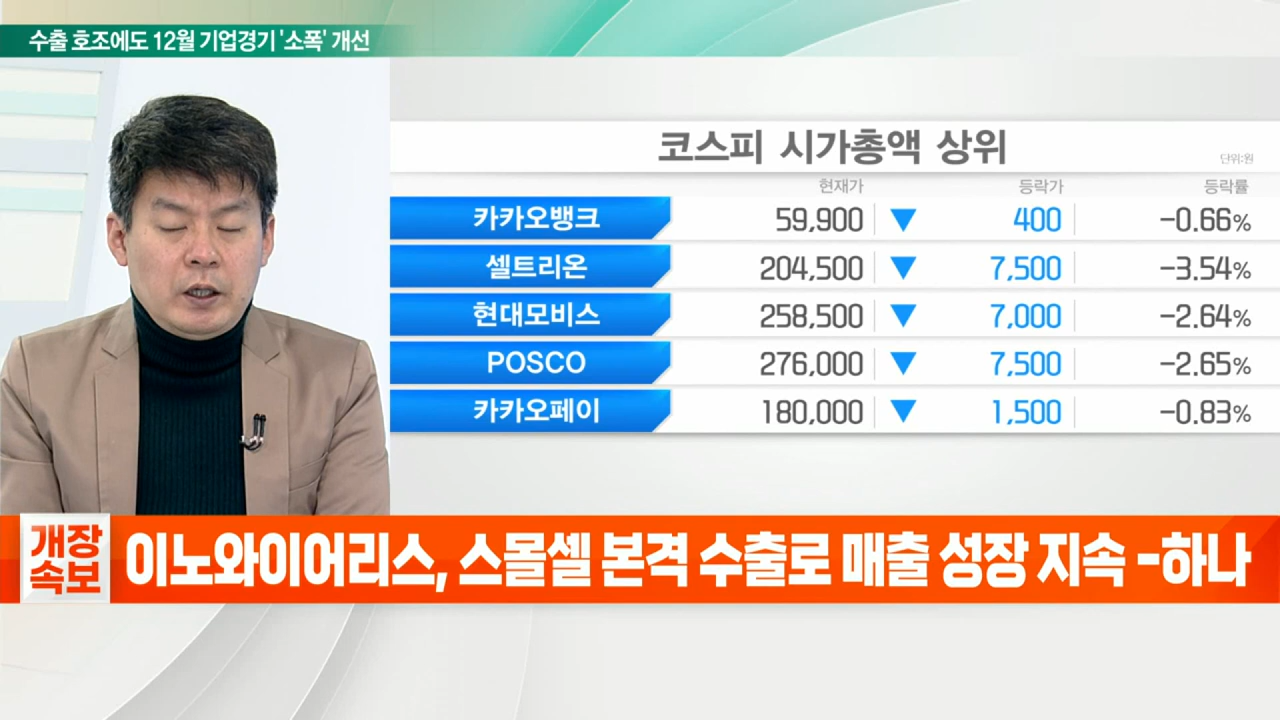 수출 호조에도 12월 기업경기 '소폭' 개선
코스피 시가총액 상위
단위:원
현재가 등락가 등락률
카카오뱅크 59,900 ▼ 400 -0.66%
셀트리온 204,500 ▼ 7,500 -3.54%
현대모비스 258,500 ▼ 7,000 -2.64%
POSCO 276,000 ▼ 7,500 -2.65%
카카오페이 180,000 ▼ 1,500 -0.83%
개장
속보
이노와이어리스, 스몰셀 본격 수출로 매출 성장 지속 -하나